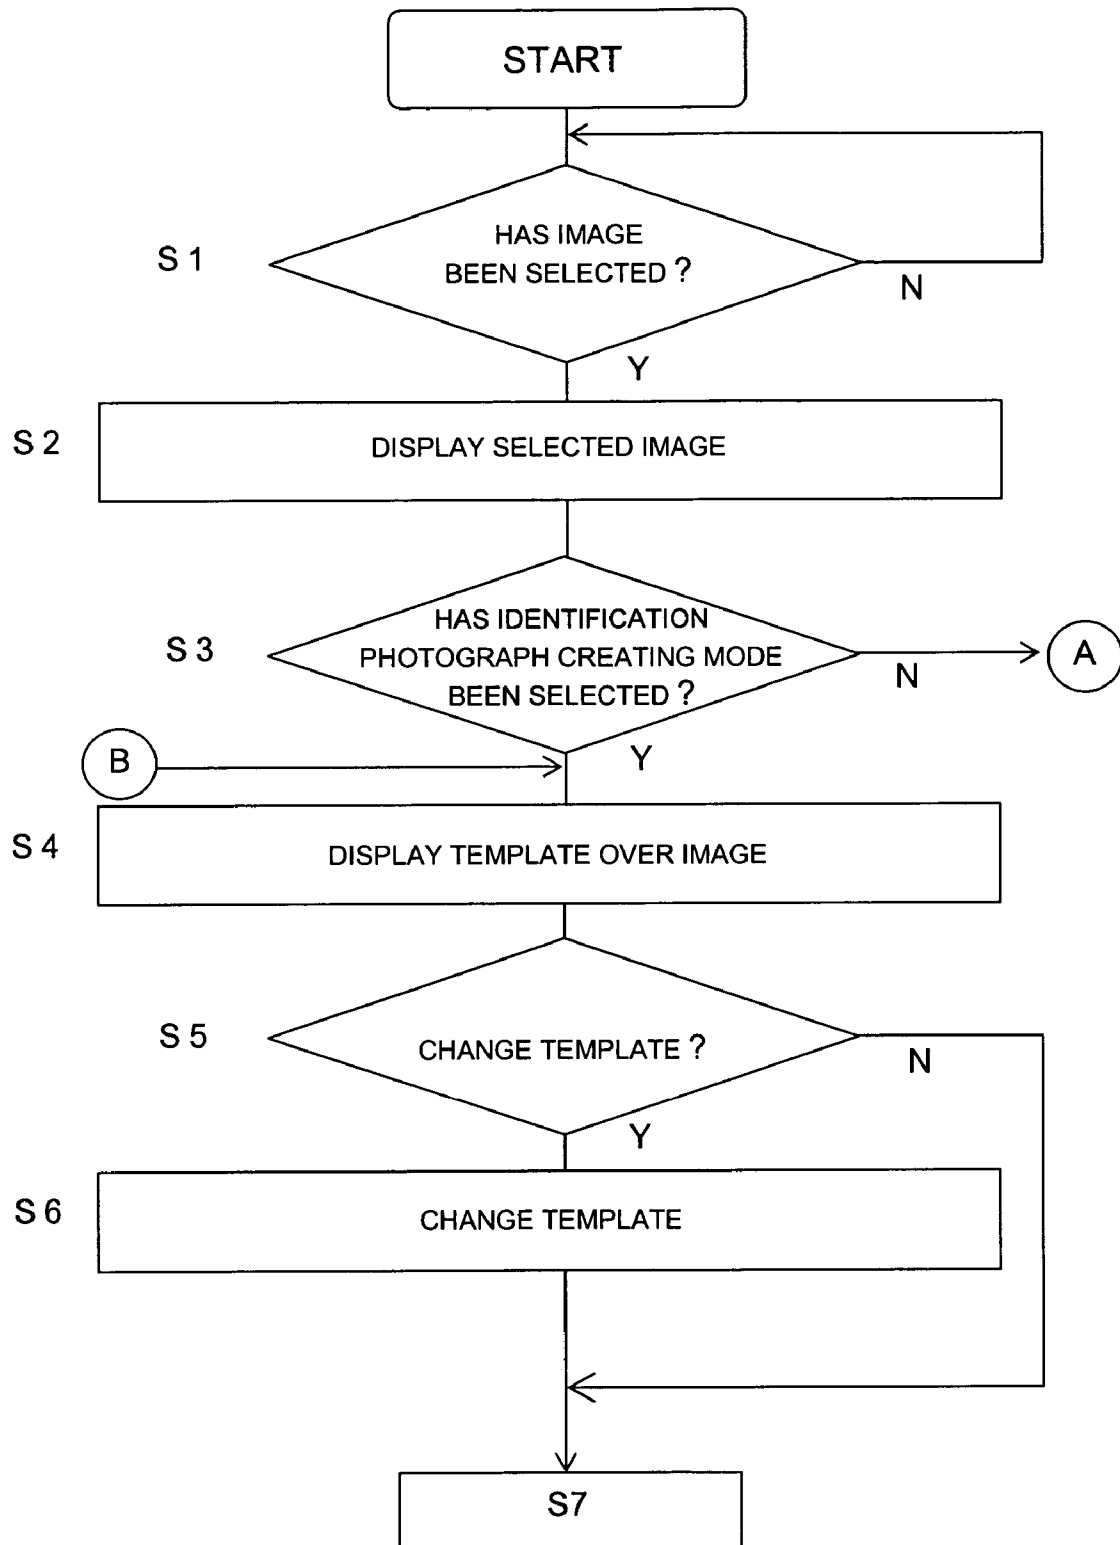 START
S 1
HAS IMAGE
BEEN SELECTED ?
N
Y
S 2
DISPLAY SELECTED IMAGE
S 3
HAS IDENTIFICATION
PHOTOGRAPH CREATING MODE
BEEN SELECTED ?
N
A
Y
B
S 4
DISPLAY TEMPLATE OVER IMAGE
S 5
CHANGE TEMPLATE ?
N
Y
S 6
CHANGE TEMPLATE
S7